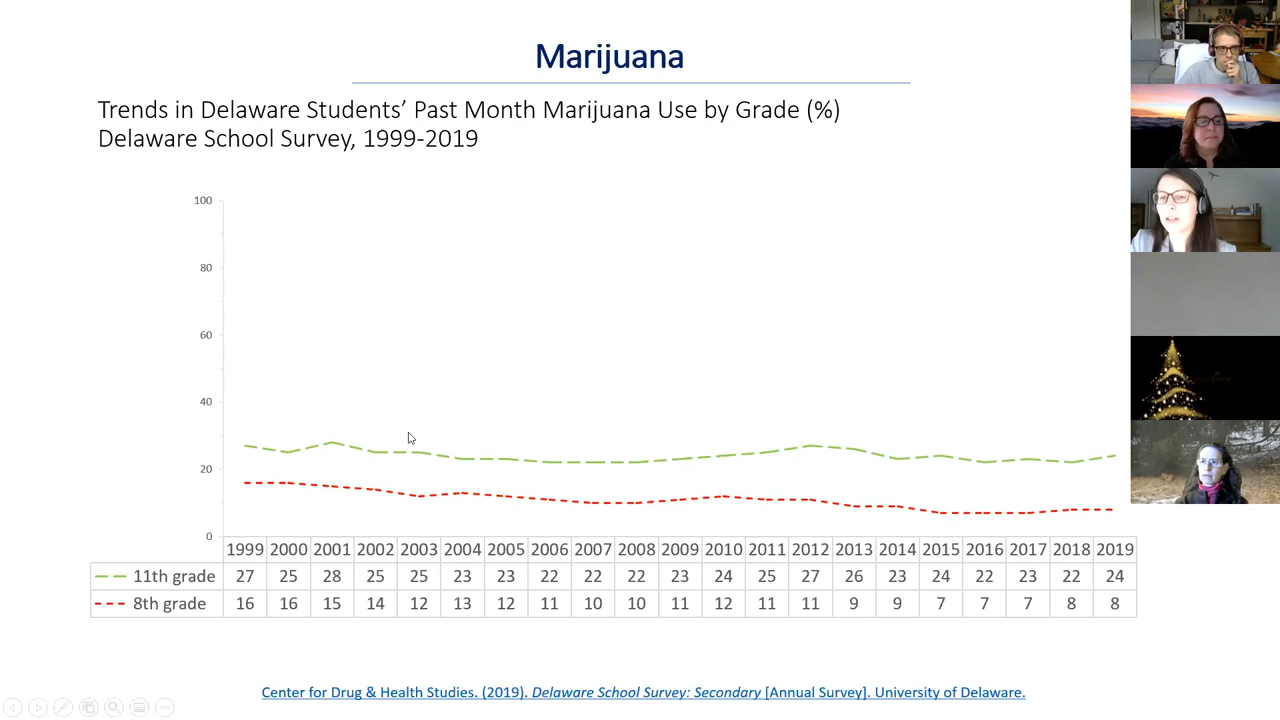 Marijuana
Trends in Delaware Students’ Past Month Marijuana Use by Grade (%)
Delaware School Survey, 1999-2019
100
80
60
40
20
0
1999 2000 2001 2002 2003 2004 2005 2006 2007 2008 2009 2010 2011 2012 2013 2014 2015 2016 2017 2018 2019
11th grade 27 25 28 25 25 23 23 22 22 22 23 24 25 27 26 23 24 22 23 22 24
8th grade 16 16 15 14 12 13 12 11 10 10 11 12 11 11 9 9 7 7 7 8 8
Center for Drug & Health Studies. (2019). Delaware School Survey: Secondary [Annual Survey]. University of Delaware.